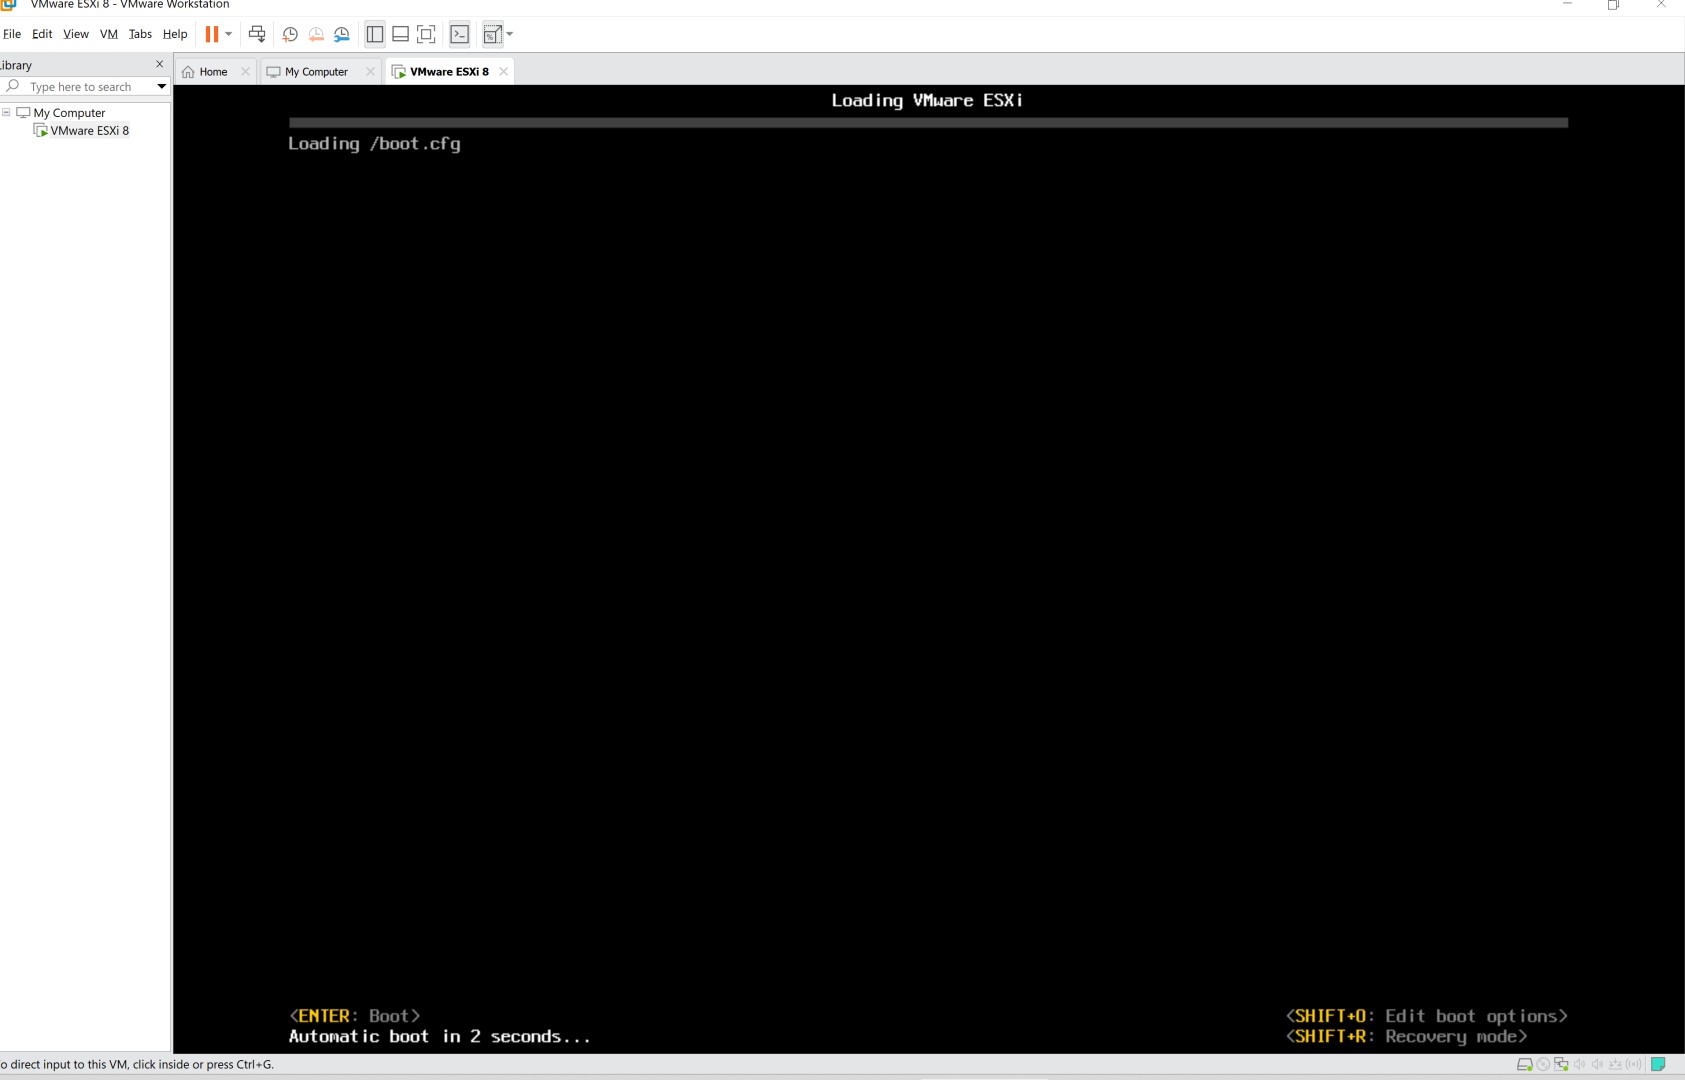 VMware ESXi 8 - VMware Workstation
File Edit View VM Tabs Help
ibrary
Type here to search
Home
My Computer
VMware ESXi 8
My Computer
VMware ESXi 8
Loading VMware ESXi
Loading /boot.cfg
<ENTER: Boot>
Automatic boot in 2 seconds...
<SHIFT+O: Edit boot options>
<SHIFT+R: Recovery mode>
o direct input to this VM, click inside or press Ctrl+G.